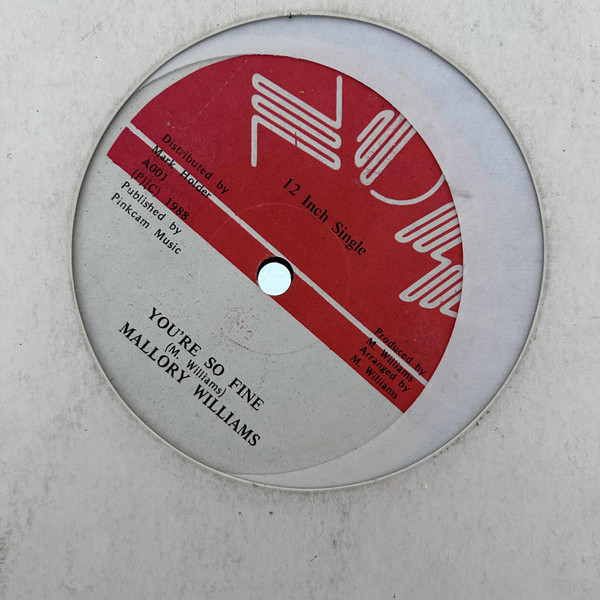 12 Inch Single
Distributed by
Mark Holder
A001
(P)(C) 1988
Published by
Pinkcam Music
Produced by
M. Williams
Arranged by
M. Williams
YOU'RE SO FINE
(M. Williams)
MALLORY WILLIAMS